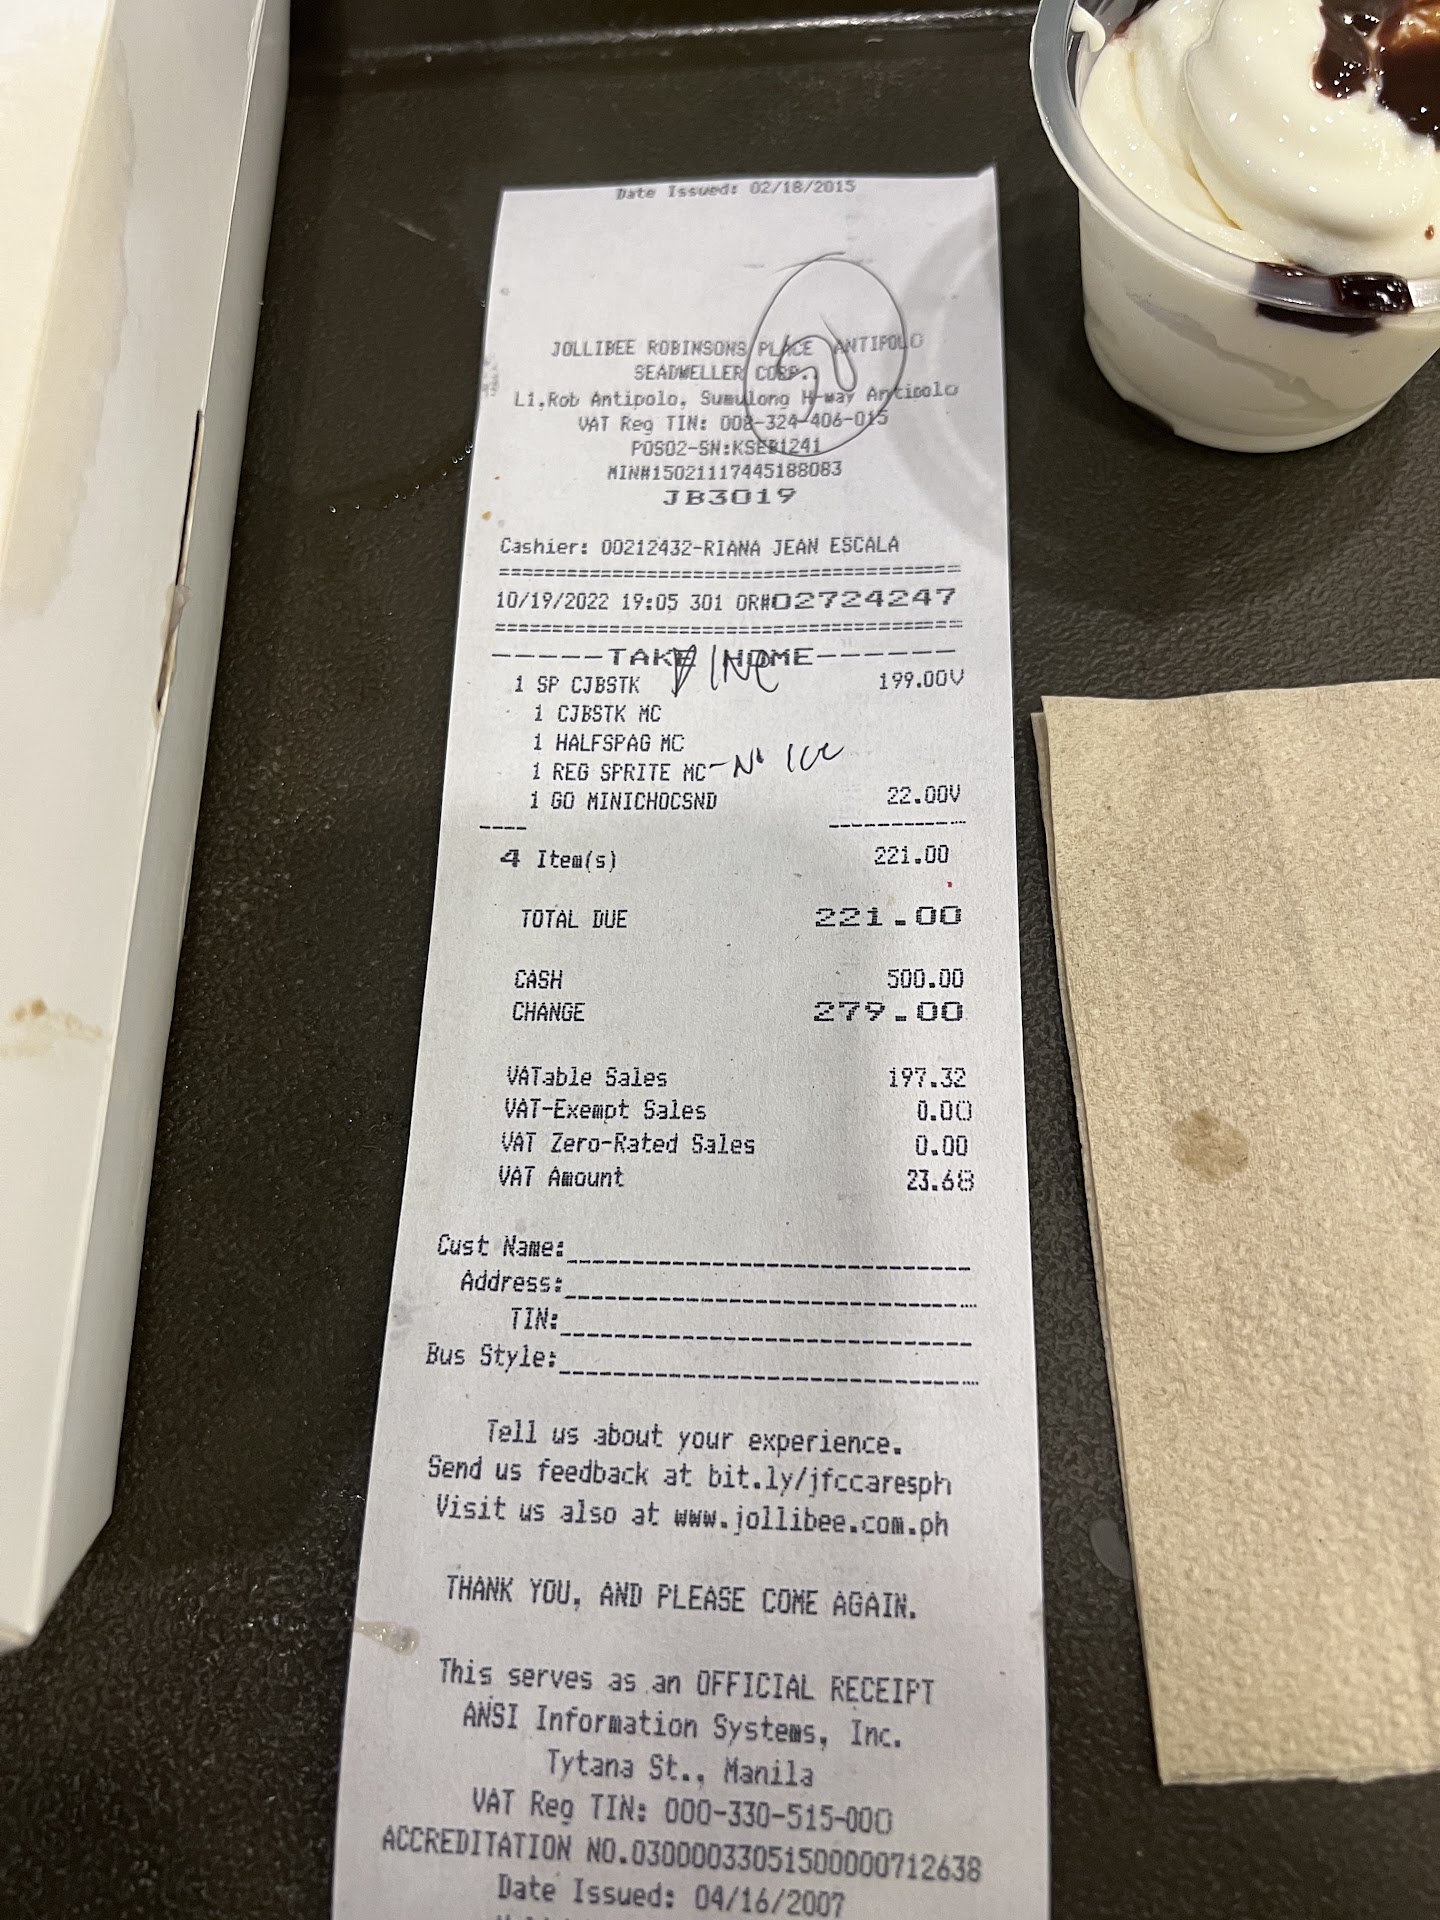 Date Issued: 02/18/2015
JOLLIBEE ROBINSONS PLACE ANTIPOLO
SEADWELLER CORP.
L1,Rob Antipolo, Sumulong H-way Antipolo
VAT Reg TIN: 008-324-406-015
POS02-SN:KSEB1241
MIN#15021117445188083
JB3019
Cashier: 00212432-RIANA JEAN ESCALA
========================================
10/19/2022 19:05 301 OR#02724247
========================================
-----TAKE HOME------
DINE
1 SP CJBSTK 199.00V
1 CJBSTK MC
1 HALFSPAG MC
1 REG SPRITE MC - No ICE
1 GO MINICHOCSND 22.00V
4 Item(s) 221.00
TOTAL DUE 221.00
CASH 500.00
CHANGE 279.00
VATable Sales 197.32
VAT-Exempt Sales 0.00
VAT Zero-Rated Sales 0.00
VAT Amount 23.68
Cust Name:
Address:
TIN:
Bus Style:
Tell us about your experience.
Send us feedback at bit.ly/jfccaresph
Visit us also at www.jollibee.com.ph
THANK YOU, AND PLEASE COME AGAIN.
This serves as an OFFICIAL RECEIPT
ANSI Information Systems, Inc.
Tytana St., Manila
VAT Reg TIN: 000-330-515-000
ACCREDITATION NO.030000330515000000712638
Date Issued: 04/16/2007